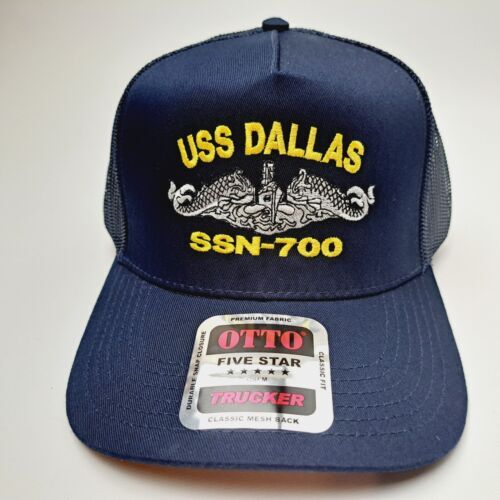 USS DALLAS
SSN-700
PREMIUM FABRIC
DURABLE SNAP CLOSURE
OTTO
FIVE STAR
★★★★★
TRUCKER
CLASSIC FIT
CLASSIC MESH BACK